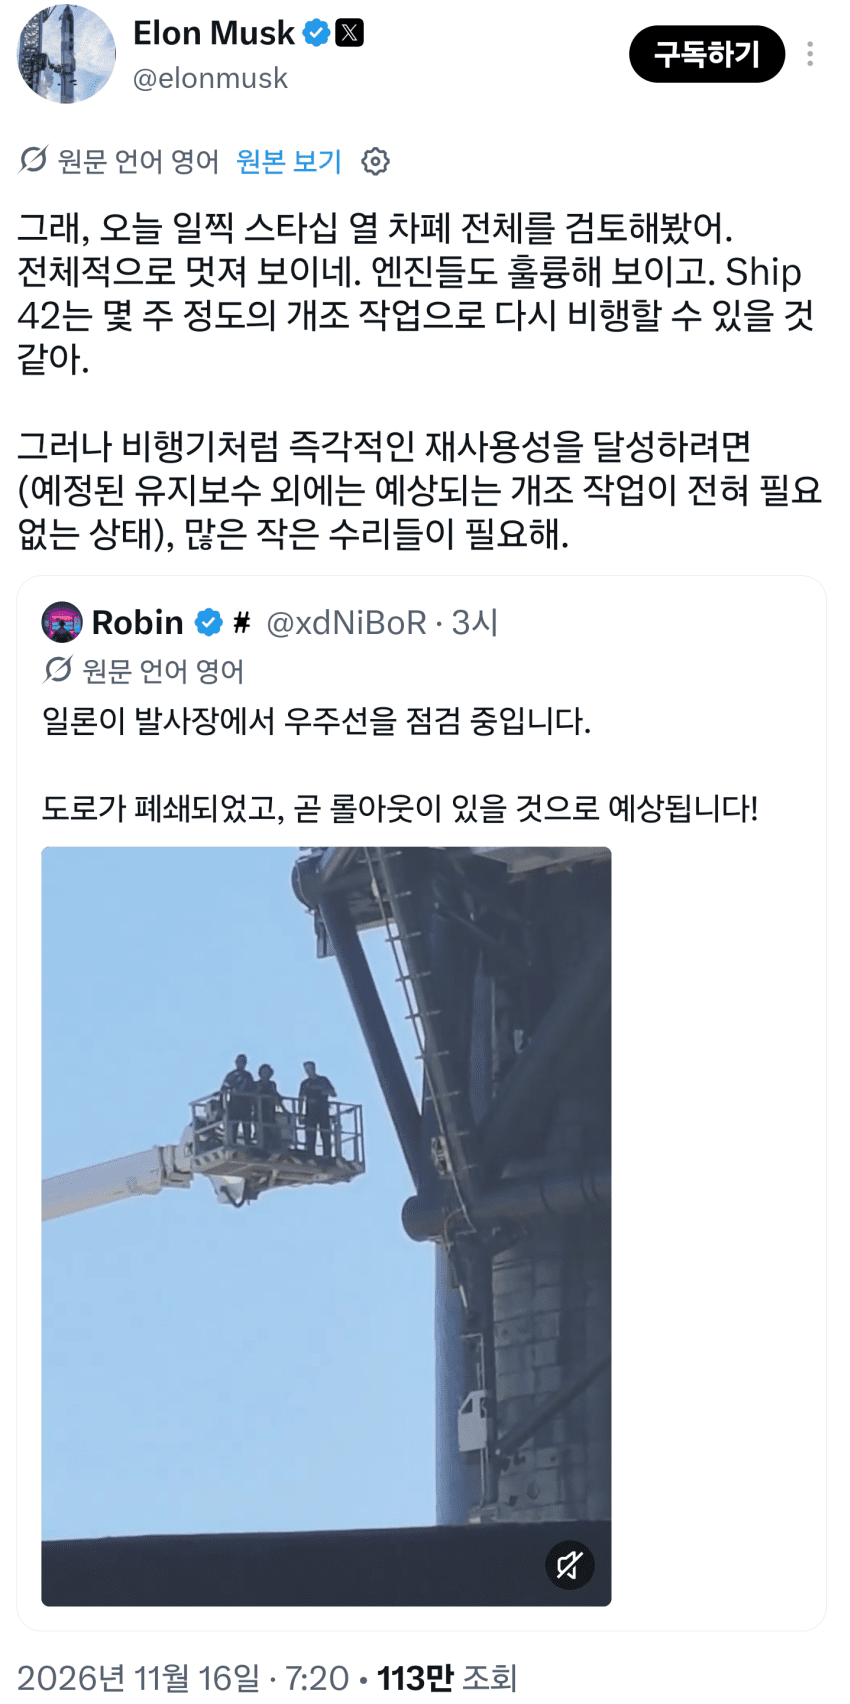 Elon Musk
@elonmusk
구독하기
원문 언어 영어 원본 보기
그래, 오늘 일찍 스타십 열 차폐 전체를 검토해봤어.
전체적으로 멋져 보이네. 엔진들도 훌륭해 보이고. Ship
42는 몇 주 정도의 개조 작업으로 다시 비행할 수 있을 것
같아.
그러나 비행기처럼 즉각적인 재사용성을 달성하려면
(예정된 유지보수 외에는 예상되는 개조 작업이 전혀 필요
없는 상태), 많은 작은 수리들이 필요해.
Robin # @xdNiBoR · 3시
원문 언어 영어
일론이 발사장에서 우주선을 점검 중입니다.
도로가 폐쇄되었고, 곧 롤아웃이 있을 것으로 예상됩니다!
2026년 11월 16일 · 7:20 · 113만 조회